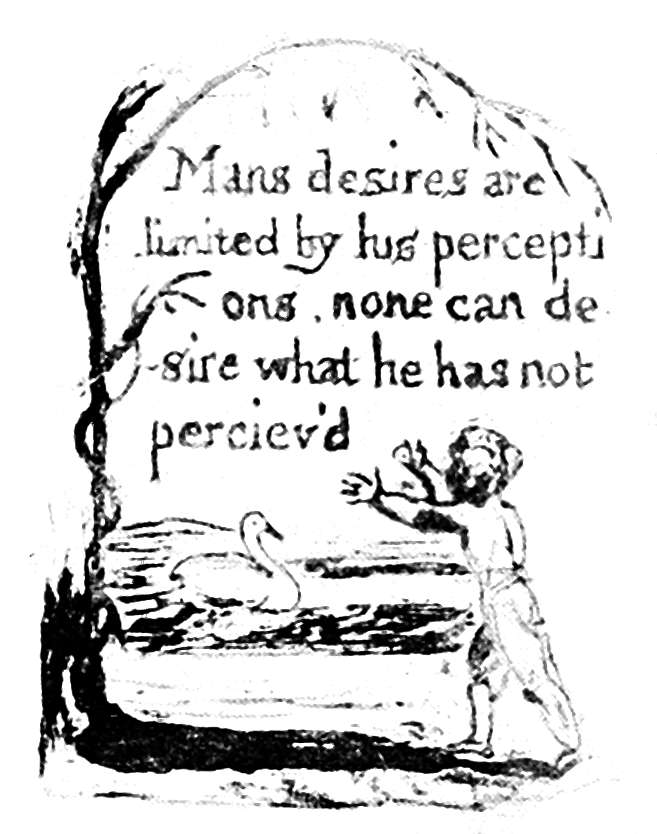 Mans desires are
limited by his percepti
ons, none can de
-sire what he has not
perciev'd